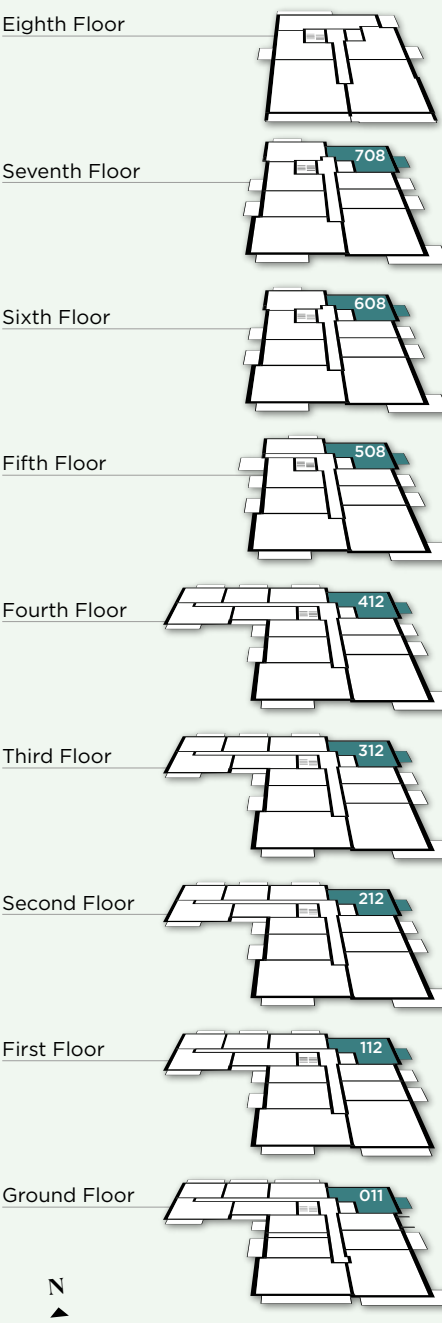 Eighth Floor
708
Seventh Floor
608
Sixth Floor
508
Fifth Floor
412
Fourth Floor
312
Third Floor
212
Second Floor
112
First Floor
011
Ground Floor
N